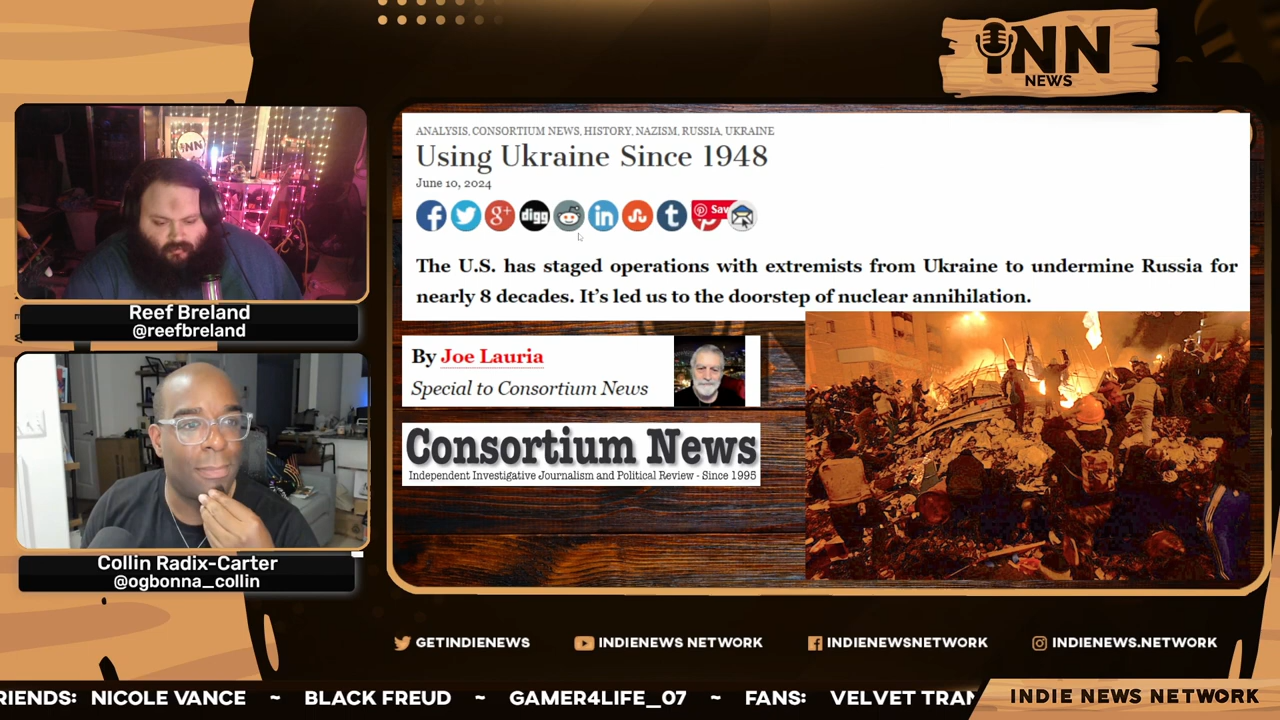 iNN
NEWS
ANALYSIS, CONSORTIUM NEWS, HISTORY, NAZISM, RUSSIA, UKRAINE
Using Ukraine Since 1948
June 10, 2024
digg
Sav
The U.S. has staged operations with extremists from Ukraine to undermine Russia for
nearly 8 decades. It's led us to the doorstep of nuclear annihilation.
By Joe Lauria
Special to Consortium News
Consortium News
Independent Investigative Journalism and Political Review - Since 1995
iNN
Reef Breland
@reefbreland
Collin Radix-Carter
@ogbonna_collin
GETINDIENEWS
INDIENEWS NETWORK
INDIENEWSNETWORK
INDIENEWS.NETWORK
RIENDS: NICOLE VANCE ~ BLACK FREUD ~ GAMER4LIFE_07 ~ FANS: VELVET TRAN
INDIE NEWS NETWORK